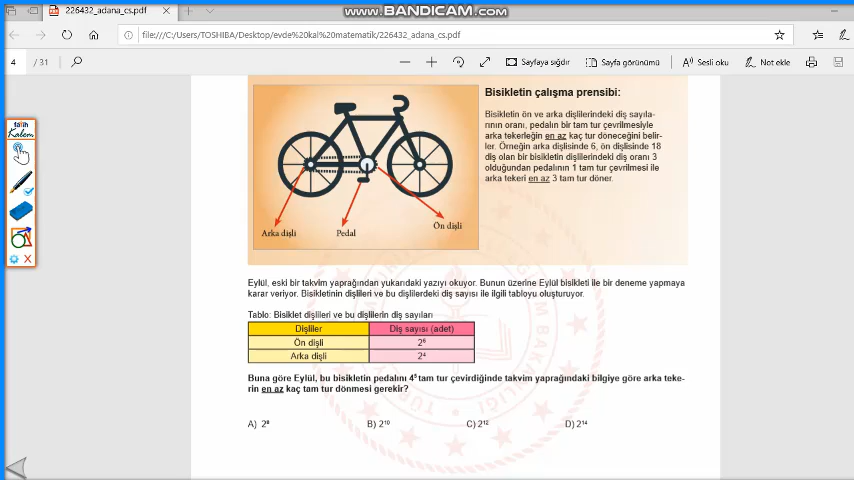 226432_adana_cs.pdf
www.BANDICAM.com
file:///C:/Users/TOSHIBA/Desktop/evde%20kal%20matematik/226432_adana_cs.pdf
4 / 31
Sayfaya sığdır
Sayfa görünümü
Sesli oku
Not ekle
fatih
Kalem
Bisikletin çalışma prensibi:
Bisikletin ön ve arka dişlilerindeki diş sayıla-
rının oranı, pedalın bir tam tur çevrilmesiyle
arka tekerleğin en az kaç tur döneceğini belir-
ler. Örneğin arka dişlisinde 6, ön dişlisinde 18
diş olan bir bisikletin dişlilerindeki diş oranı 3
olduğundan pedalının 1 tam tur çevrilmesi ile
arka tekeri en az 3 tam tur döner.
Arka dişli
Pedal
Ön dişli
Eylül, eski bir takvim yaprağından yukarıdaki yazıyı okuyor. Bunun üzerine Eylül bisikleti ile bir deneme yapmaya
karar veriyor. Bisikletinin dişlileri ve bu dişlilerdeki diş sayısı ile ilgili tabloyu oluşturuyor.
Tablo: Bisiklet dişlileri ve bu dişlilerin diş sayıları
Dişliler Diş sayısı (adet)
Ön dişli 2⁶
Arka dişli 2⁴
Buna göre Eylül, bu bisikletin pedalını 4⁵ tam tur çevirdiğinde takvim yaprağındaki bilgiye göre arka teke-
rin en az kaç tam tur dönmesi gerekir?
A) 2⁸ B) 2¹⁰ C) 2¹² D) 2¹⁴